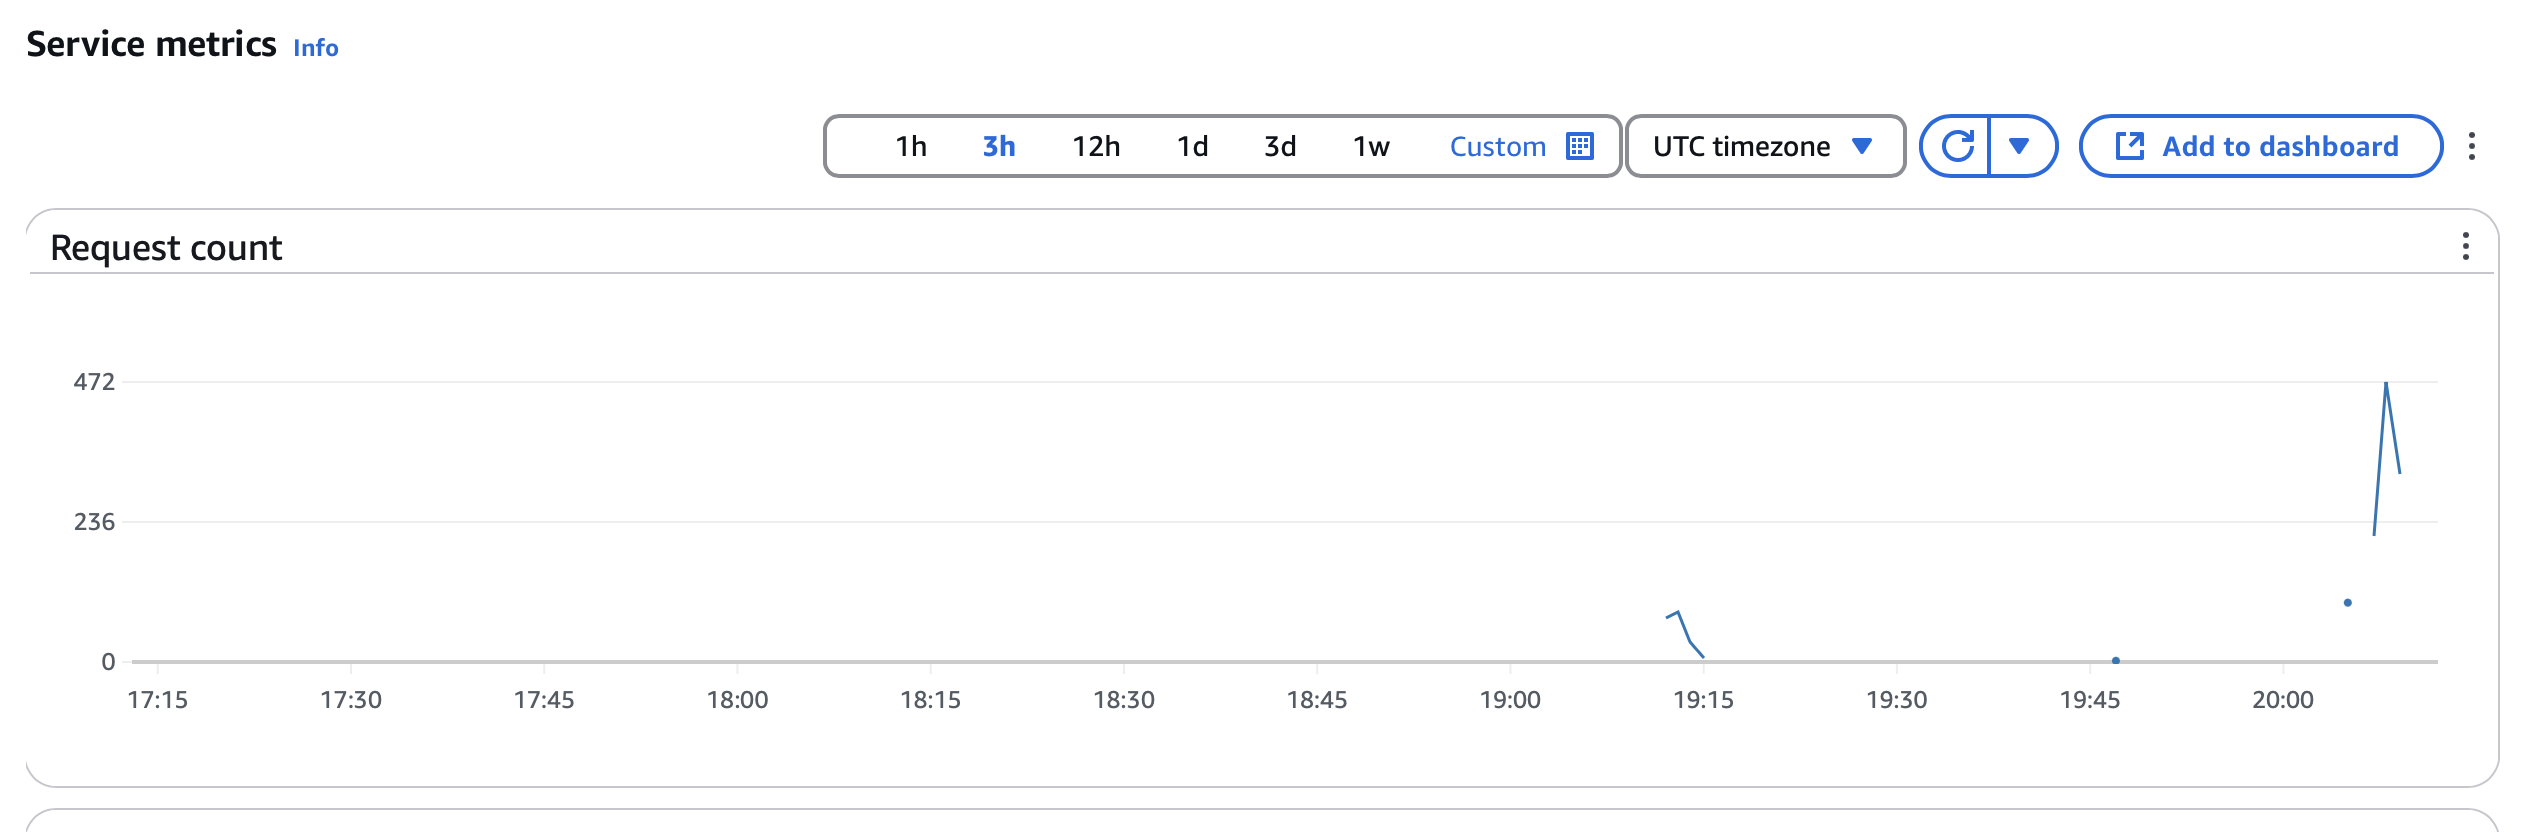 Service metrics Info
1h 3h 12h 1d 3d 1w Custom UTC timezone Add to dashboard
Request count
472
236
0
17:15 17:30 17:45 18:00 18:15 18:30 18:45 19:00 19:15 19:30 19:45 20:00